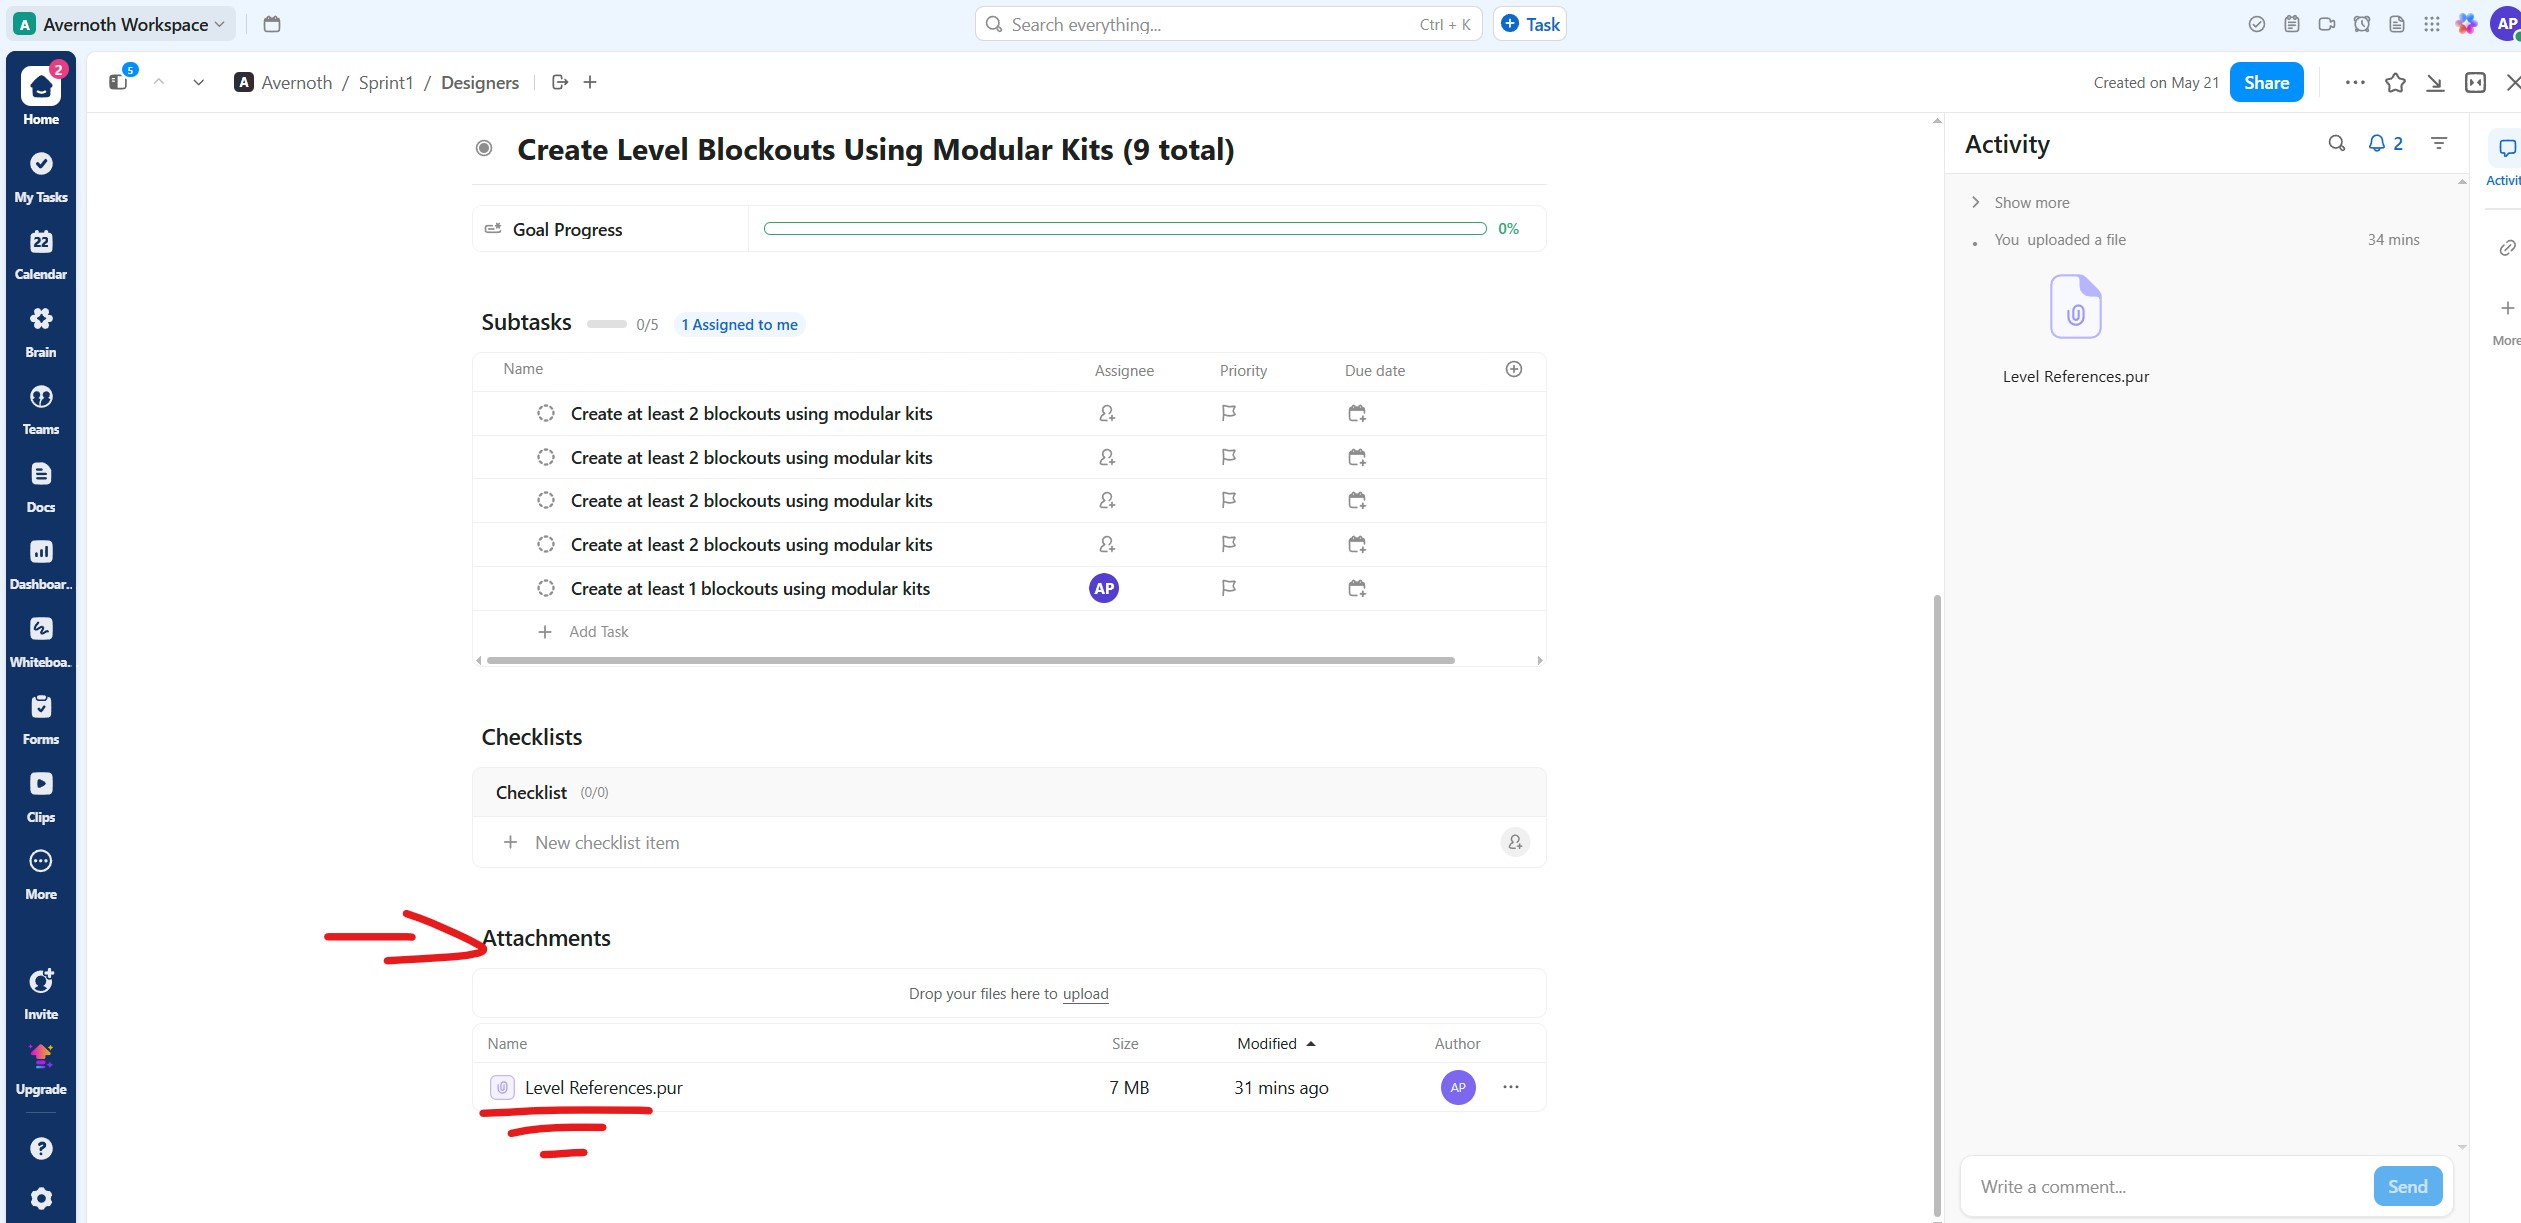 A Avernoth Workspace
Search everything... Ctrl + K
Task
AP
2
Home
My Tasks
22
Calendar
Brain
Teams
Docs
Dashboar..
Whiteboa..
Forms
Clips
More
Invite
Upgrade
?
5
A Avernoth / Sprint1 / Designers
Created on May 21
Share
Create Level Blockouts Using Modular Kits (9 total)
Goal Progress
0%
Subtasks 0/5 1 Assigned to me
Name Assignee Priority Due date
Create at least 2 blockouts using modular kits
Create at least 2 blockouts using modular kits
Create at least 2 blockouts using modular kits
Create at least 2 blockouts using modular kits
Create at least 1 blockouts using modular kits AP
Add Task
Checklists
Checklist (0/0)
New checklist item
Attachments
Drop your files here to upload
Name Size Modified Author
Level References.pur 7 MB 31 mins ago AP
Activity
2
Show more
You uploaded a file 34 mins
Level References.pur
Write a comment...
Send
Activit
More